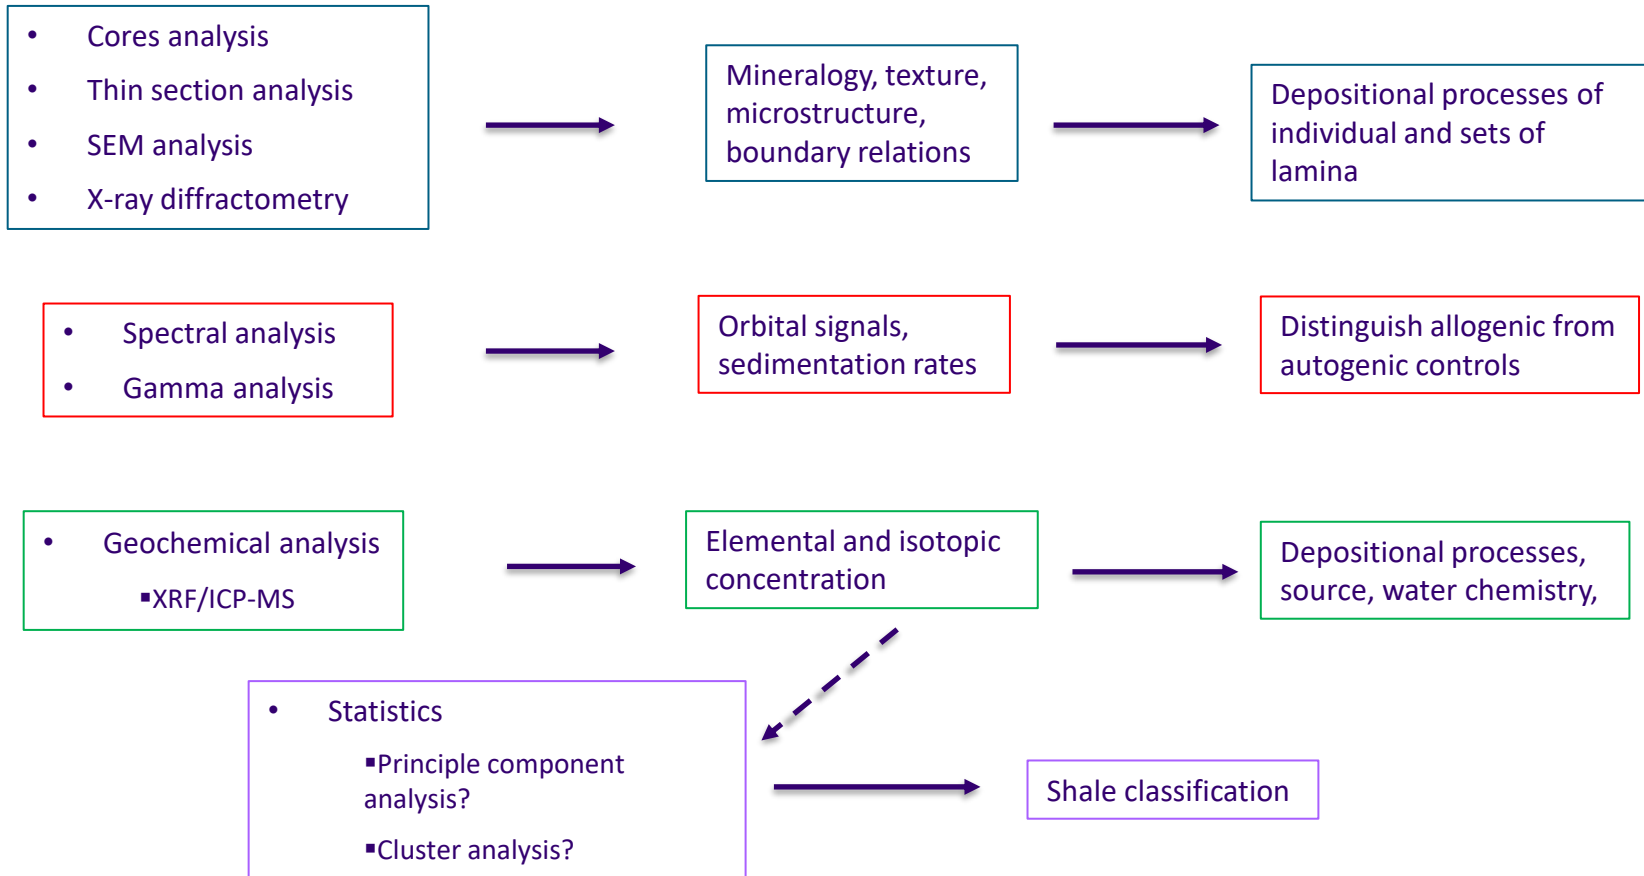 • Cores analysis
• Thin section analysis
• SEM analysis
• X-ray diffractometry
Mineralogy, texture,
microstructure,
boundary relations
Depositional processes of
individual and sets of
lamina
• Spectral analysis
• Gamma analysis
Orbital signals,
sedimentation rates
Distinguish allogenic from
autogenic controls
• Geochemical analysis
▪XRF/ICP-MS
Elemental and isotopic
concentration
Depositional processes,
source, water chemistry,
• Statistics
▪Principle component
analysis?
▪Cluster analysis?
Shale classification